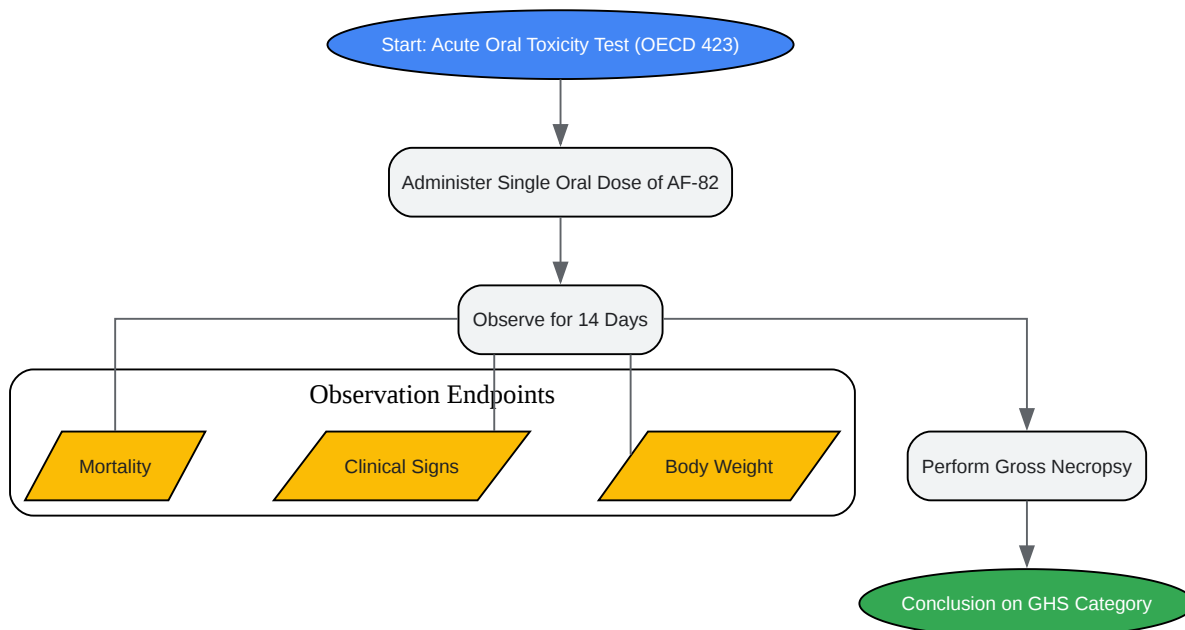 Start: Acute Oral Toxicity Test (OECD 423)
Administer Single Oral Dose of AF-82
Observe for 14 Days
Observation Endpoints
Mortality
Clinical Signs
Body Weight
Perform Gross Necropsy
Conclusion on GHS Category